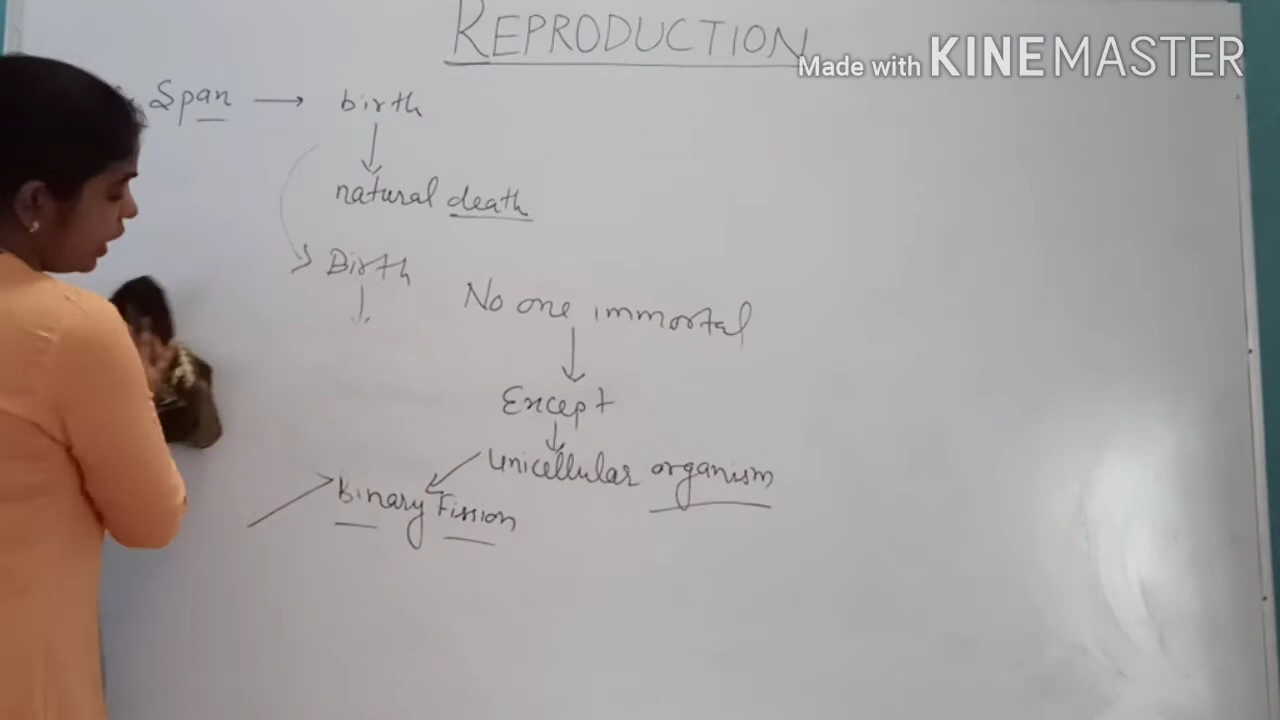 REPRODUCTION
Made with KINEMASTER
Span → birth
↓
natural death
Birth
↓
No one immortal
↓
Except
↓
Unicellular organism
Binary Fission